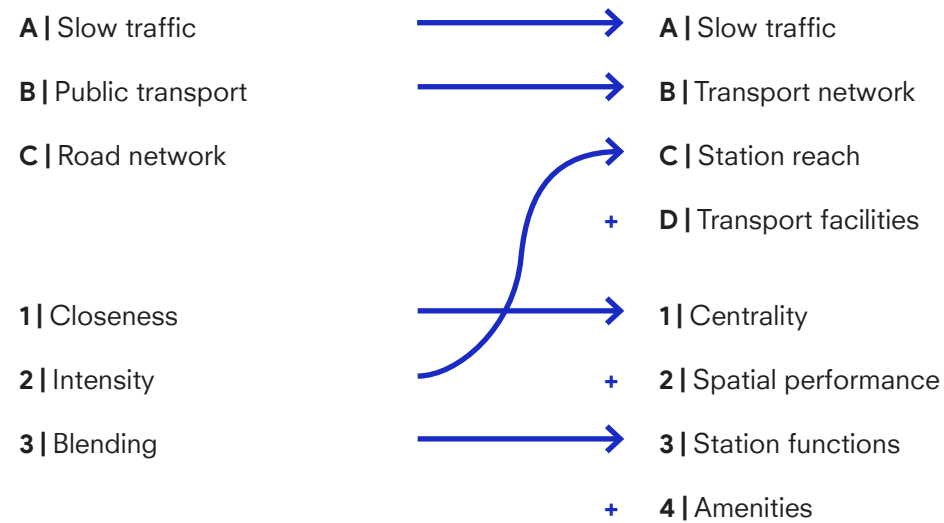 A | Slow traffic
B | Public transport
C | Road network
1 | Closeness
2 | Intensity
3 | Blending
A | Slow traffic
B | Transport network
C | Station reach
+ D | Transport facilities
1 | Centrality
+ 2 | Spatial performance
3 | Station functions
+ 4 | Amenities